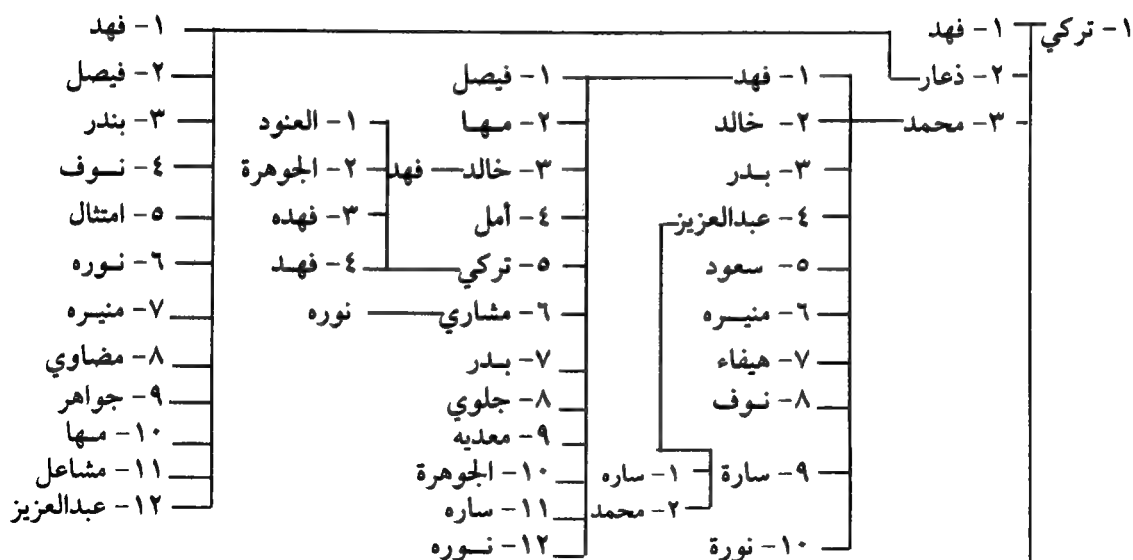 ١- تركي ١- فهد ١- فهد
٢- ذعار ١- فهد ١- فيصل ٢- فيصل
٣- محمد ٢- خالد ٢- مها ١- العنود ٣- بندر
٣- بدر ٣- خالد فهد ٢- الجوهرة ٤- نوف
٤- عبدالعزيز ٤- أمل ٣- فهده ٥- امتثال
٥- سعود ٥- تركي ٤- فهد ٦- نوره
٦- منيره ٦- مشاري نوره ٧- منيره
٧- هيفاء ٧- بدر ٨- مضاوي
٨- نوف ٨- جلوي ٩- جواهر
٩- معديه ١٠- مها
٩- سارة ١- ساره ١٠- الجوهرة ١١- مشاعل
٢- محمد ١١- ساره ١٢- عبدالعزيز
١٠- نورة ١٢- نوره